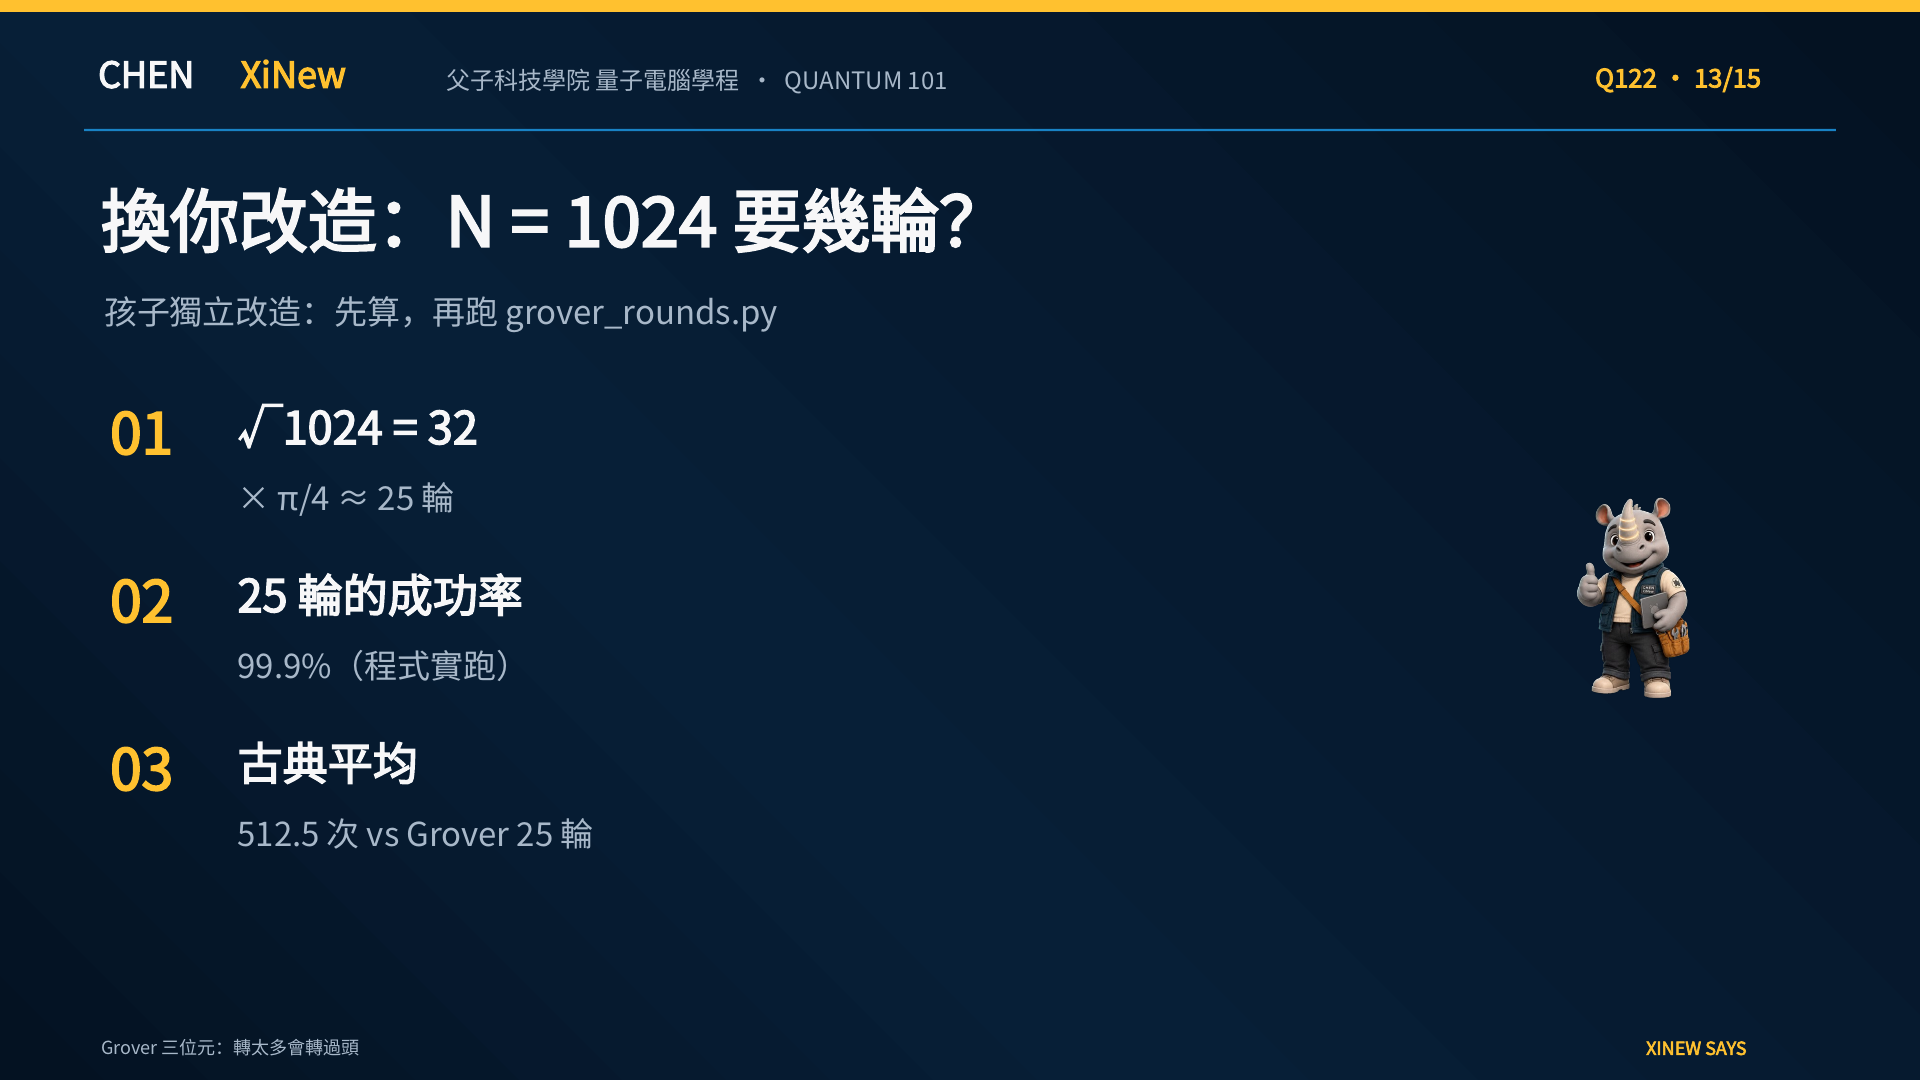 CHEN XiNew 父子科技學院 量子電腦學程 · QUANTUM 101 Q122 · 13/15
換你改造：N = 1024 要幾輪？
孩子獨立改造：先算，再跑 grover_rounds.py
01 √1024 = 32
× π/4 ≈ 25 輪
02 25 輪的成功率
99.9%（程式實跑）
03 古典平均
512.5 次 vs Grover 25 輪
Grover 三位元：轉太多會轉過頭 XINEW SAYS